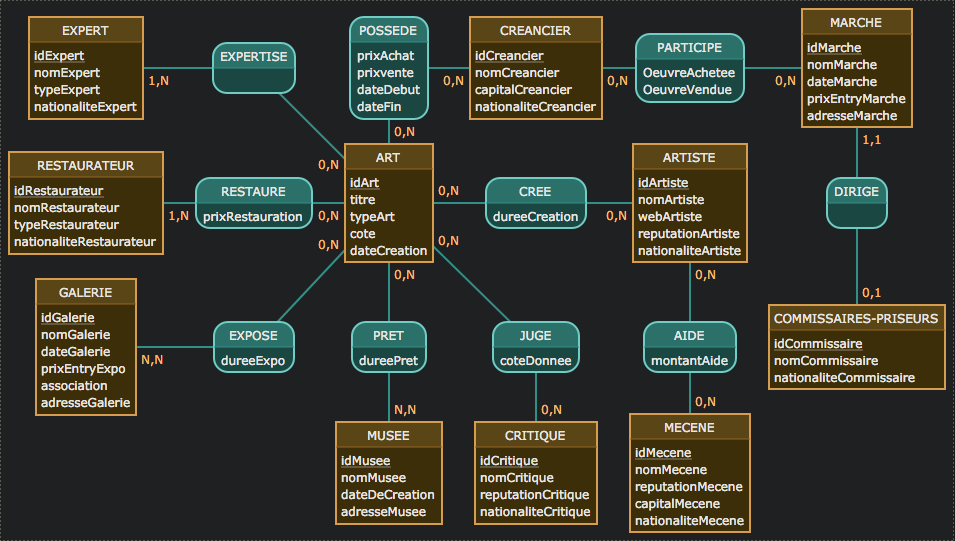 EXPERT
idExpert
nomExpert
typeExpert
nationaliteExpert
1,N
EXPERTISE
0,N
POSSEDE
prixAchat
prixvente
dateDebut
dateFin
0,N
0,N
CREANCIER
idCreancier
nomCreancier
capitalCreancier
nationaliteCreancier
0,N
PARTICIPE
OeuvreAchetee
OeuvreVendue
0,N
MARCHE
idMarche
nomMarche
dateMarche
prixEntryMarche
adresseMarche
1,1
RESTAURATEUR
idRestaurateur
nomRestaurateur
typeRestaurateur
nationaliteRestaurateur
1,N
RESTAURE
prixRestauration
0,N
ART
idArt
titre
typeArt
cote
dateCreation
0,N
CREE
dureeCreation
0,N
ARTISTE
idArtiste
nomArtiste
webArtiste
reputationArtiste
nationaliteArtiste
0,N
DIRIGE
0,1
GALERIE
idGalerie
nomGalerie
dateGalerie
prixEntryExpo
association
adresseGalerie
N,N
EXPOSE
dureeExpo
0,N
PRET
dureePret
0,N
N,N
JUGE
coteDonnee
0,N
0,N
AIDE
montantAide
0,N
COMMISSAIRES-PRISEURS
idCommissaire
nomCommissaire
nationaliteCommissaire
MUSEE
idMusee
nomMusee
dateDeCreation
adresseMusee
CRITIQUE
idCritique
nomCritique
reputationCritique
nationaliteCritique
MECENE
idMecene
nomMecene
reputationMecene
capitalMecene
nationaliteMecene